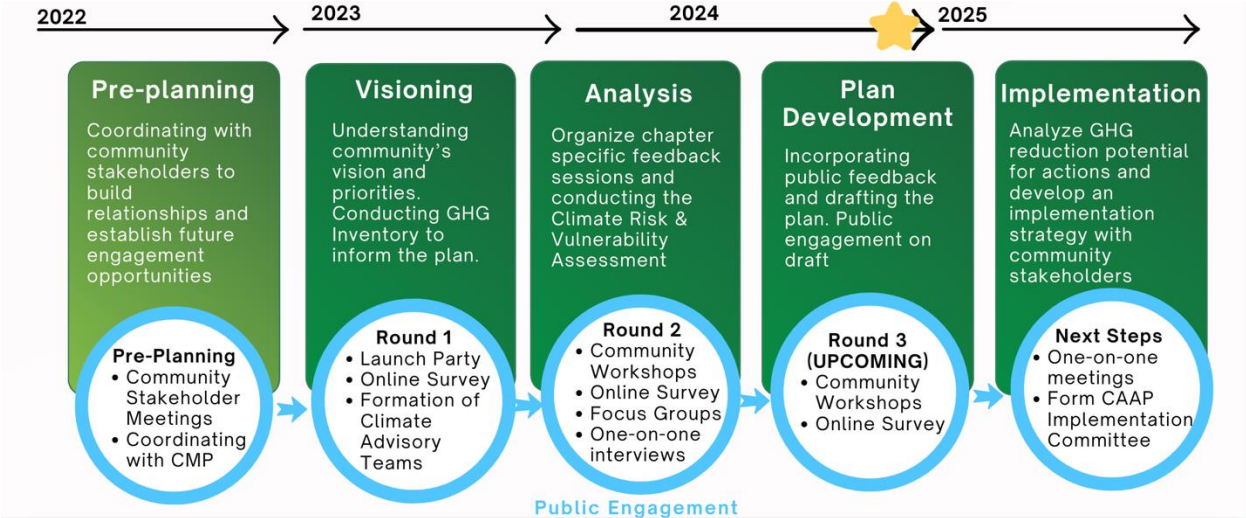 2022
2023
2024
2025
Pre-planning
Coordinating with
community
stakeholders to
build
relationships and
establish future
engagement
opportunities
Pre-Planning
• Community
Stakeholder
Meetings
• Coordinating
with CMP
Visioning
Understanding
community's
vision and
priorities.
Conducting GHG
Inventory to
inform the plan.
Round 1
• Launch Party
• Online Survey
• Formation of
Climate
Advisory
Teams
Analysis
Organize chapter
specific feedback
sessions and
conducting the
Climate Risk &
Vulnerability
Assessment
Round 2
• Community
Workshops
• Online Survey
• Focus Groups
• One-on-one
interviews
Plan
Development
Incorporating
public feedback
and drafting the
plan. Public
engagement on
draft
Round 3
(UPCOMING)
• Community
Workshops
• Online Survey
Implementation
Analyze GHG
reduction potential
for actions and
develop an
implementation
strategy with
community
stakeholders
Next Steps
• One-on-one
meetings
• Form CAAP
Implementation
Committee
Public Engagement